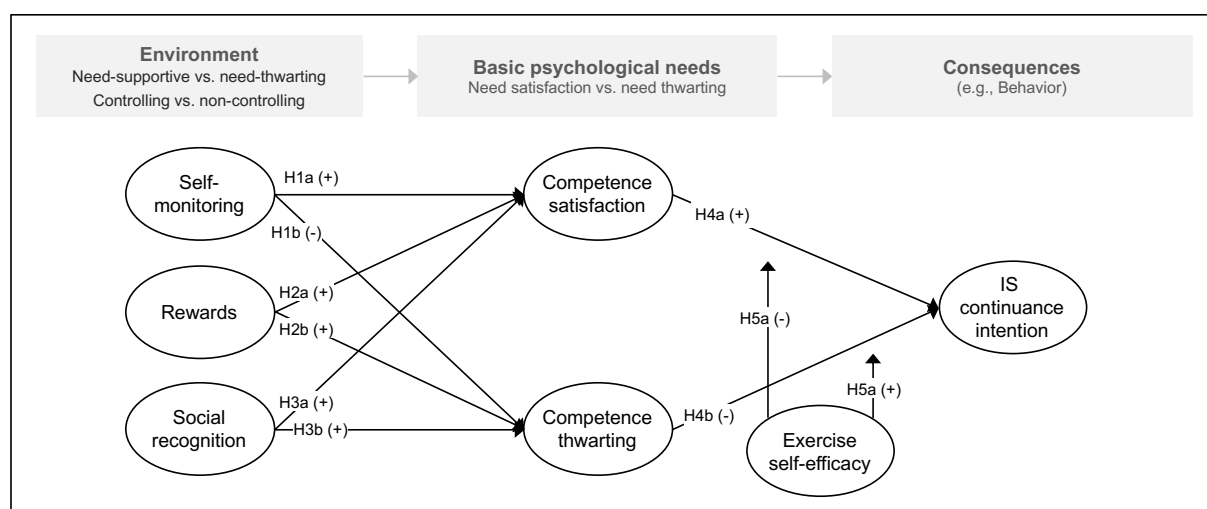 Environment
Need-supportive vs. need-thwarting
Controlling vs. non-controlling
Basic psychological needs
Need satisfaction vs. need thwarting
Consequences
(e.g., Behavior)
Self-
monitoring
H1a (+)
H1b (-)
Competence
satisfaction
H4a (+)
Rewards
H2a (+)
H2b (+)
H5a (-)
IS
continuance
intention
Social
recognition
H3a (+)
H3b (+)
Competence
thwarting
H4b (-)
H5a (+)
Exercise
self-efficacy